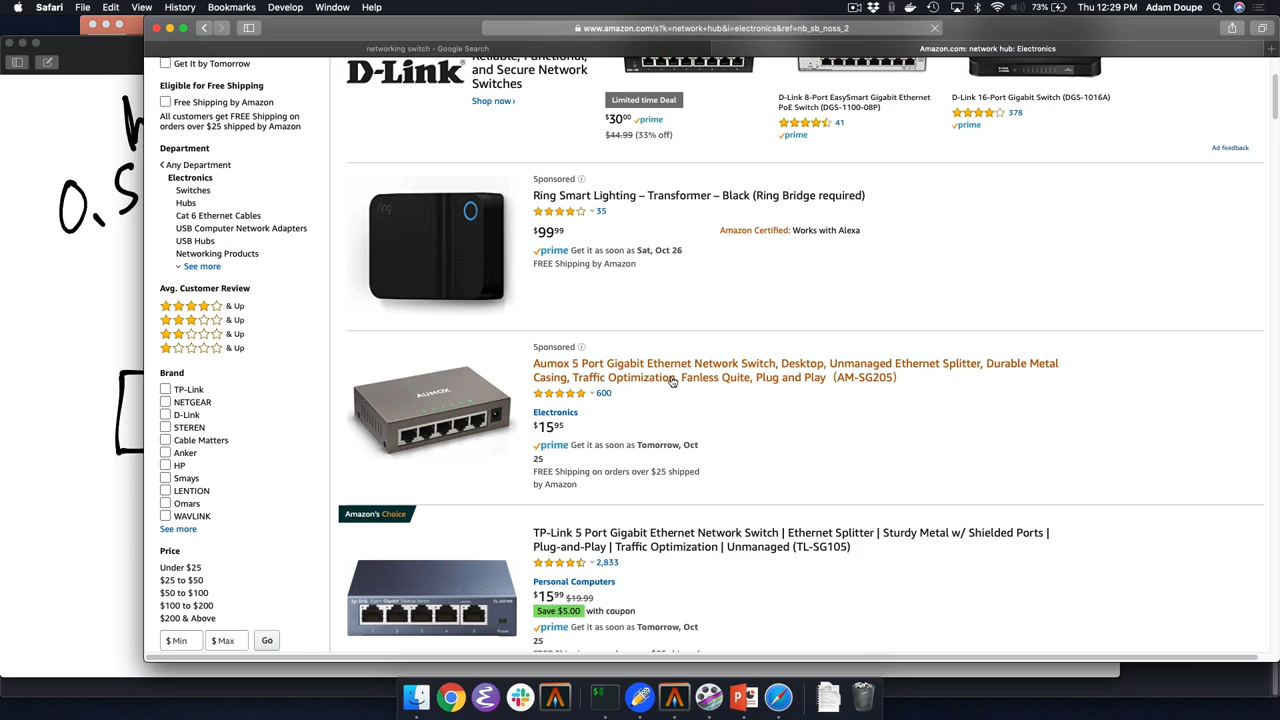 Safari File Edit View History Bookmarks Develop Window Help
Thu 12:29 PM Adam Doupe
www.amazon.com/s?k=network+hub&i=electronics&ref=nb_sb_noss_2
networking switch - Google Search
Amazon.com: network hub: Electronics
0.5
Get It by Tomorrow
Eligible for Free Shipping
Free Shipping by Amazon
All customers get FREE Shipping on
orders over $25 shipped by Amazon
Department
Any Department
Electronics
Switches
Hubs
Cat 6 Ethernet Cables
USB Computer Network Adapters
USB Hubs
Networking Products
See more
Avg. Customer Review
& Up
& Up
& Up
& Up
Brand
TP-Link
NETGEAR
D-Link
STEREN
Cable Matters
Anker
HP
Smays
LENTION
Omars
WAVLINK
See more
Price
Under $25
$25 to $50
$50 to $100
$100 to $200
$200 & Above
$ Min $ Max Go
D-Link
Reliable, Functional,
and Secure Network
Switches
Shop now›
Limited time Deal
$30.00 prime
$44.99 (33% off)
D-Link 8-Port EasySmart Gigabit Ethernet
PoE Switch (DGS-1100-08P)
41
prime
D-Link 16-Port Gigabit Switch (DGS-1016A)
378
prime
Ad feedback
Sponsored
Ring Smart Lighting – Transformer – Black (Ring Bridge required)
35
$99.99
Amazon Certified: Works with Alexa
prime Get it as soon as Sat, Oct 26
FREE Shipping by Amazon
ring
Sponsored
Aumox 5 Port Gigabit Ethernet Network Switch, Desktop, Unmanaged Ethernet Splitter, Durable Metal
Casing, Traffic Optimization, Fanless Quite, Plug and Play（AM-SG205）
600
Electronics
$15.95
prime Get it as soon as Tomorrow, Oct
25
FREE Shipping on orders over $25 shipped
by Amazon
AUMOX
Amazon's Choice
TP-Link 5 Port Gigabit Ethernet Network Switch | Ethernet Splitter | Sturdy Metal w/ Shielded Ports |
Plug-and-Play | Traffic Optimization | Unmanaged (TL-SG105)
2,833
Personal Computers
$15.99 $19.99
Save $5.00 with coupon
prime Get it as soon as Tomorrow, Oct
25